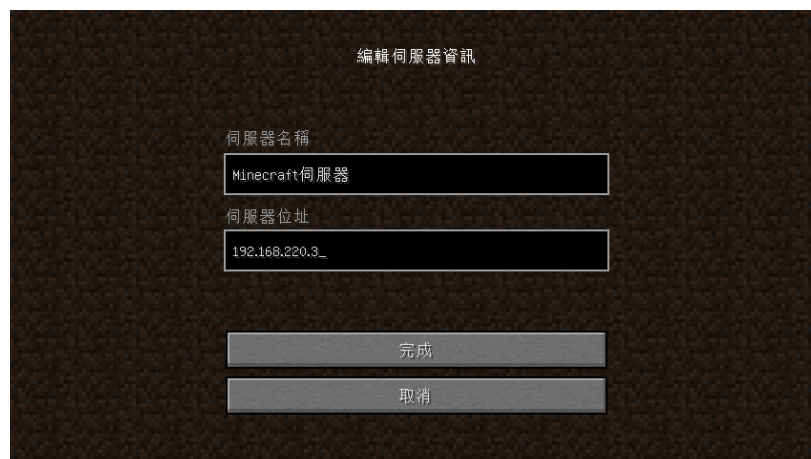 編輯伺服器資訊
伺服器名稱
Minecraft伺服器
伺服器位址
192.168.220.3_
完成
取消